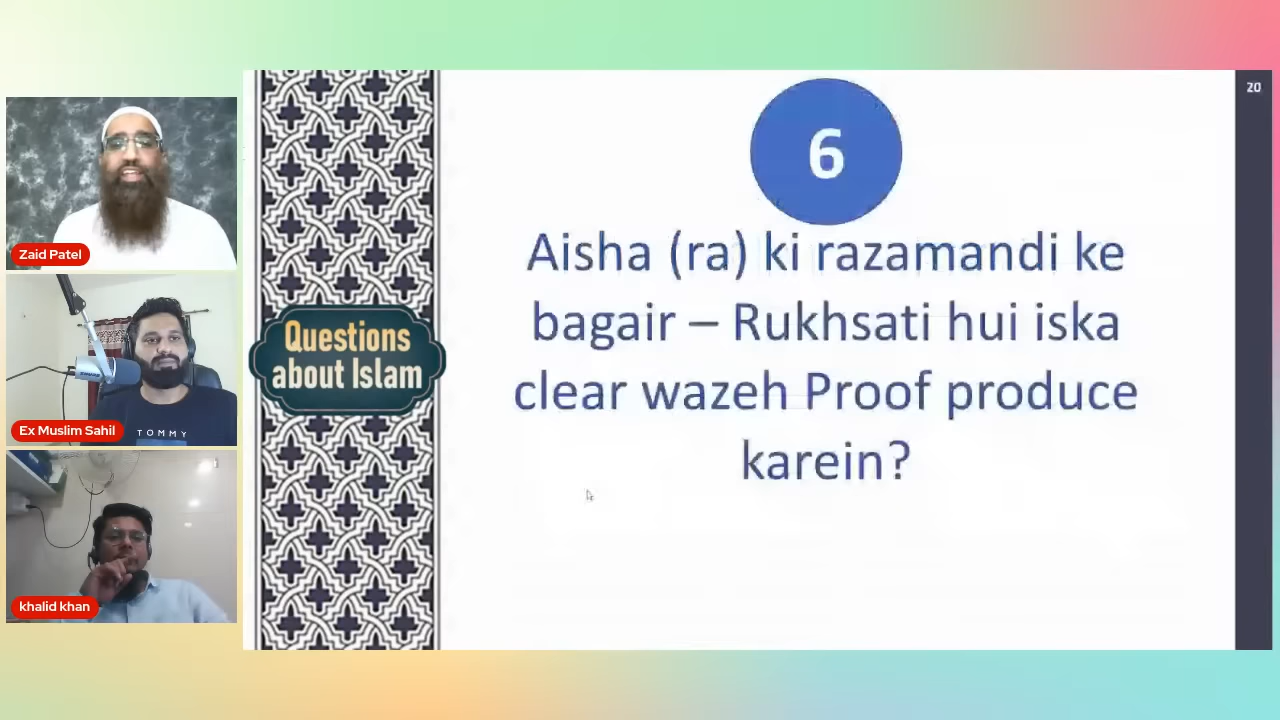 20
6
Aisha (ra) ki razamandi ke
bagair – Rukhsati hui iska
clear wazeh Proof produce
karein?
Questions
about Islam
Zaid Patel
Ex Muslim Sahil
TOMMY
khalid khan